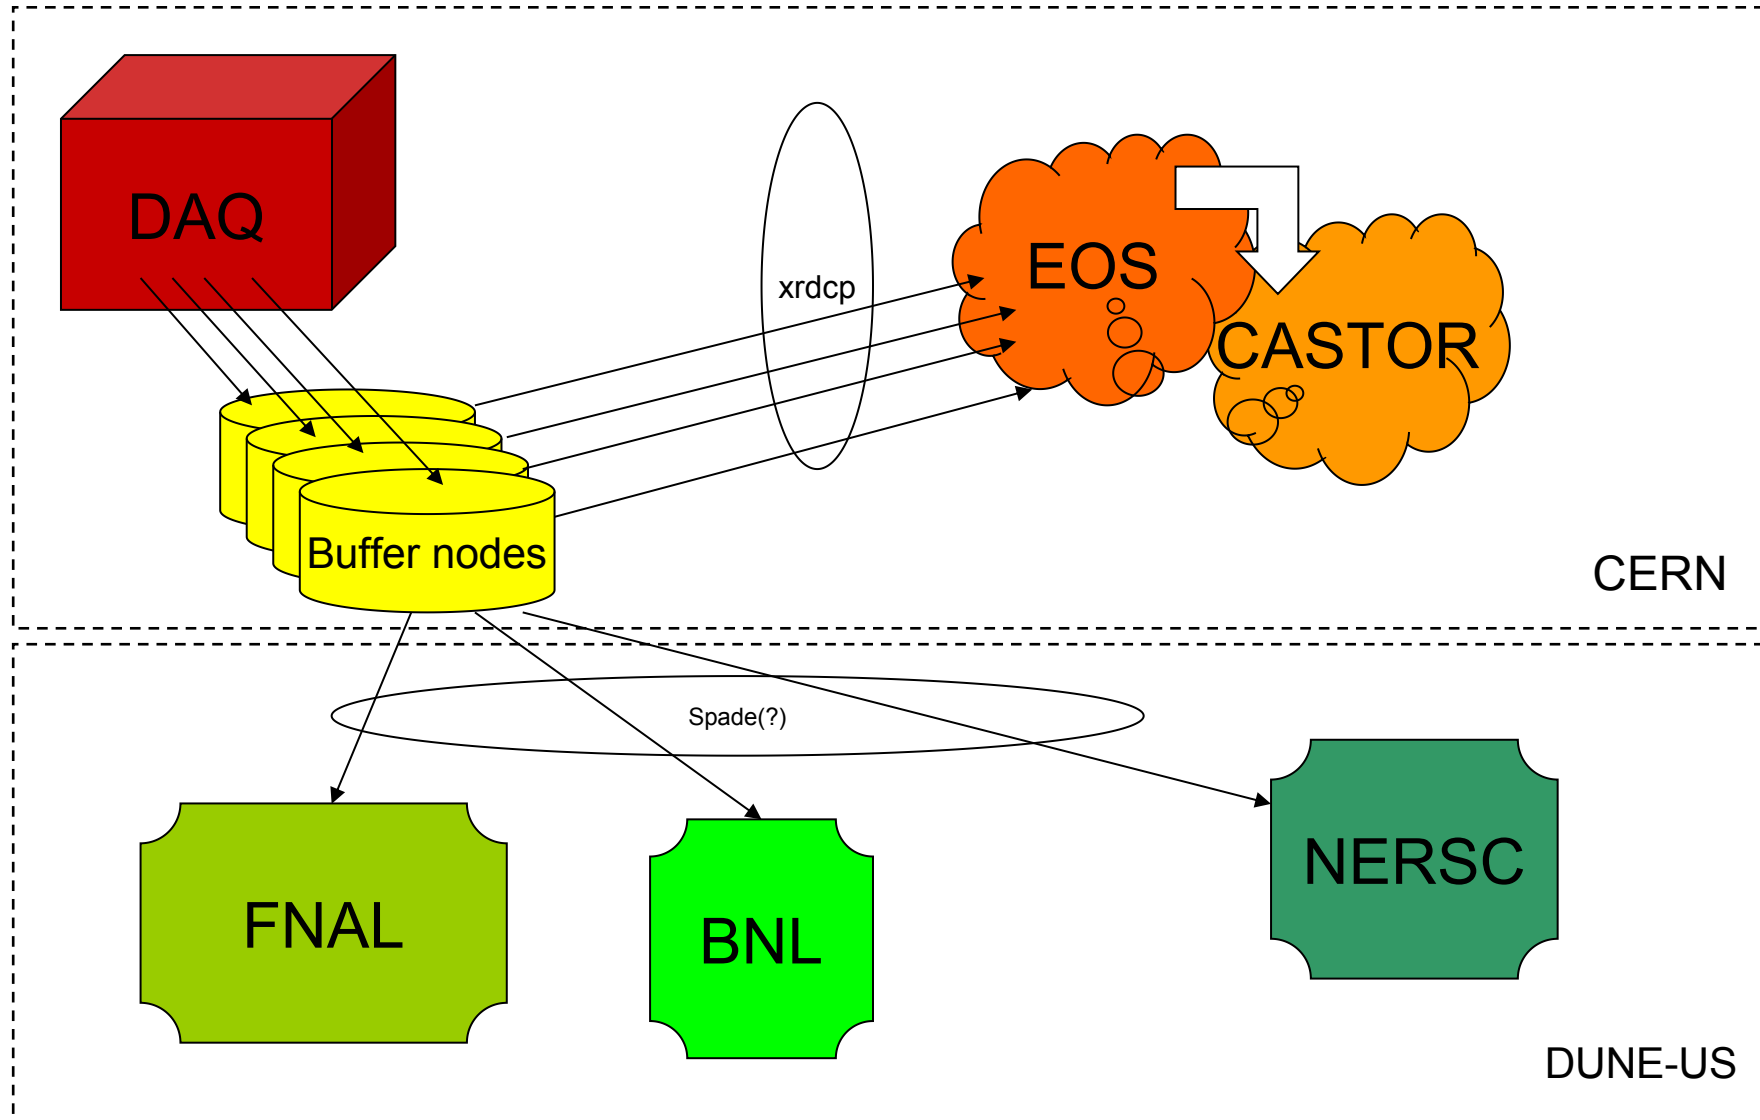 DAQ
xrdcp
EOS
CASTOR
Buffer nodes
CERN
Spade(?)
NERSC
FNAL
BNL
DUNE-US